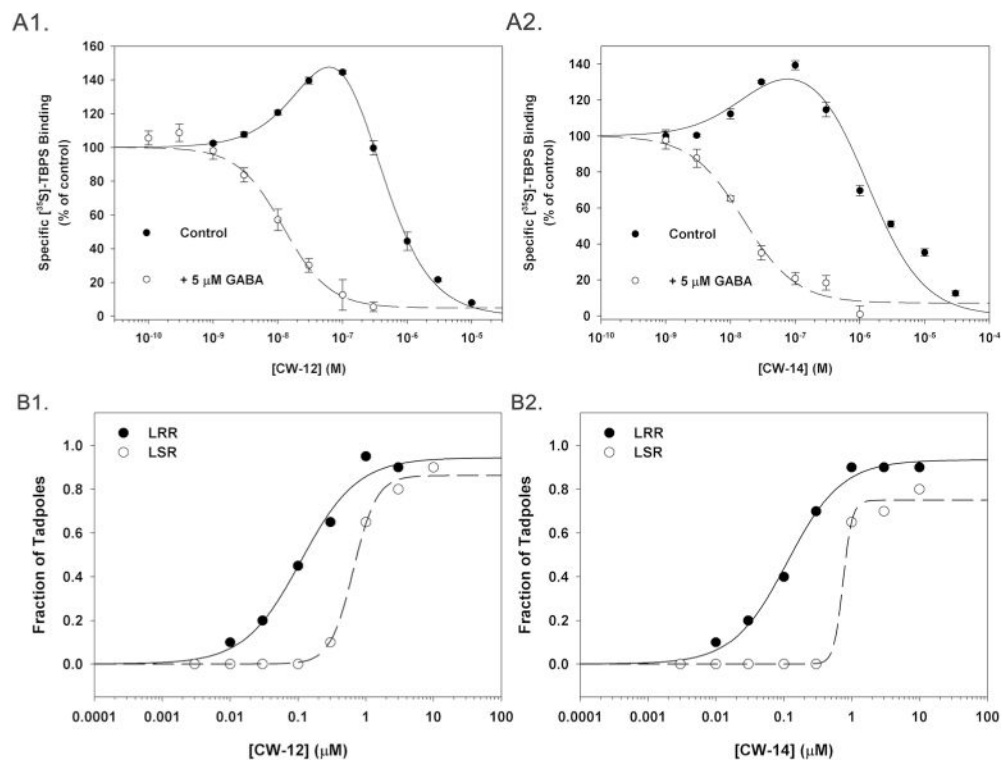 A1.
Specific [³⁵S]-TBPS Binding
(% of control)
160
140
120
100
80
60
40
20
0
Control
+ 5 μM GABA
10⁻¹⁰
10⁻⁹
10⁻⁸
10⁻⁷
10⁻⁶
10⁻⁵
[CW-12] (M)
A2.
Specific [³⁵S]-TBPS Binding
(% of control)
140
120
100
80
60
40
20
0
Control
+ 5 μM GABA
10⁻¹⁰
10⁻⁹
10⁻⁸
10⁻⁷
10⁻⁶
10⁻⁵
10⁻⁴
[CW-14] (M)
B1.
LRR
LSR
Fraction of Tadpoles
1.0
0.8
0.6
0.4
0.2
0.0
0.0001
0.001
0.01
0.1
1
10
100
[CW-12] (μM)
B2.
LRR
LSR
Fraction of Tadpoles
1.0
0.8
0.6
0.4
0.2
0.0
0.0001
0.001
0.01
0.1
1
10
100
[CW-14] (μM)